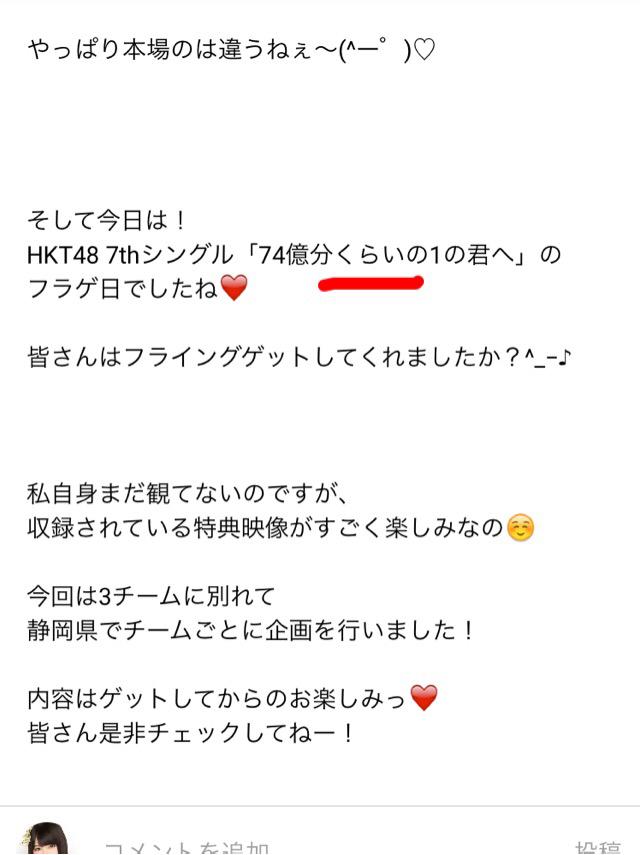 やっぱり本場のは違うねぇ〜(^ー゜)♡
そして今日は！
HKT48 7thシングル「74億分くらいの1の君へ」の
フラゲ日でしたね❤️
皆さんはフライングゲットしてくれましたか？^_−♪
私自身まだ観てないのですが、
収録されている特典映像がすごく楽しみなの☺️
今回は3チームに別れて
静岡県でチームごとに企画を行いました！
内容はゲットしてからのお楽しみっ❤️
皆さん是非チェックしてねー！
コメントを追加
投稿